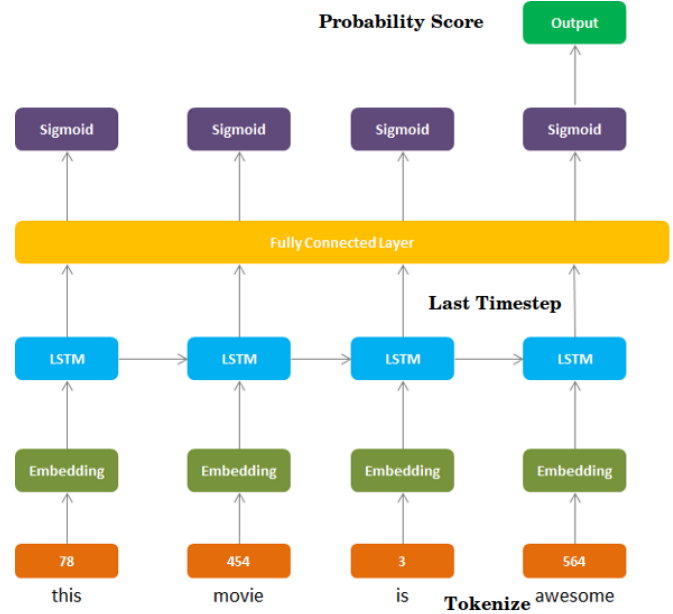 Probability Score Output
Sigmoid Sigmoid Sigmoid Sigmoid
Fully Connected Layer
Last Timestep
LSTM LSTM LSTM LSTM
Embedding Embedding Embedding Embedding
78 454 3 564
this movie is awesome
Tokenize